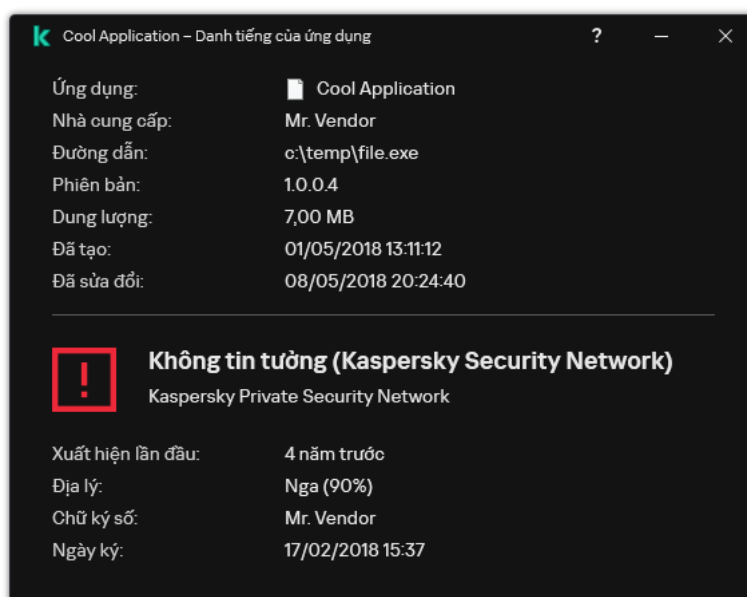 Cool Application – Danh tiếng của ứng dụng ?
Ứng dụng: Cool Application
Nhà cung cấp: Mr. Vendor
Đường dẫn: c:\temp\file.exe
Phiên bản: 1.0.0.4
Dung lượng: 7,00 MB
Đã tạo: 01/05/2018 13:11:12
Đã sửa đổi: 08/05/2018 20:24:40
Không tin tưởng (Kaspersky Security Network)
Kaspersky Private Security Network
Xuất hiện lần đầu: 4 năm trước
Địa lý: Nga (90%)
Chữ ký số: Mr. Vendor
Ngày ký: 17/02/2018 15:37